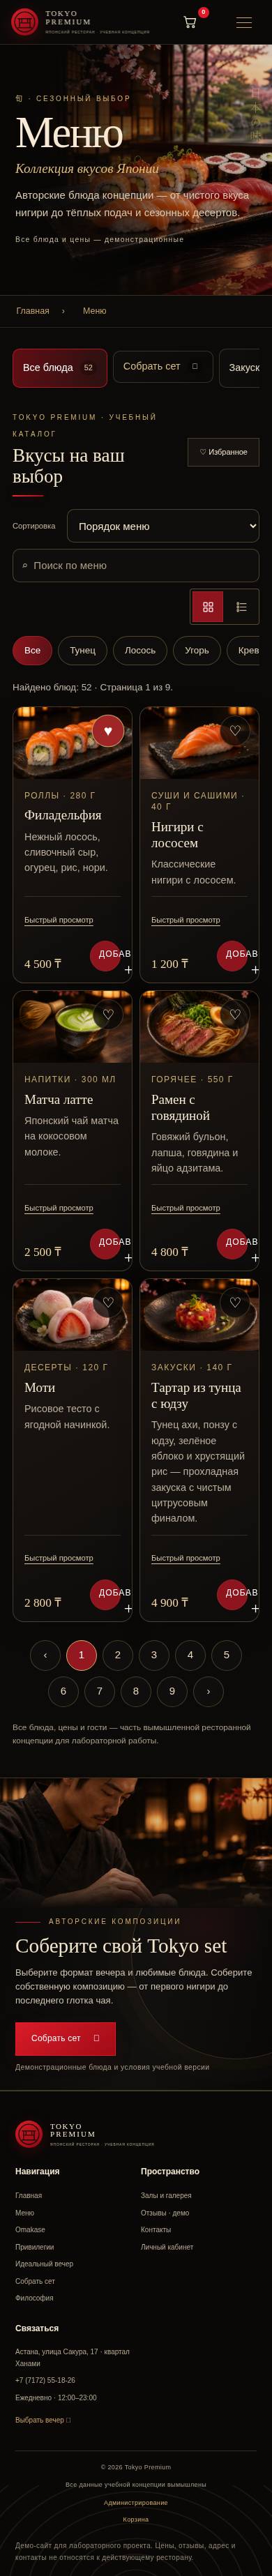 TOKYO
PREMIUM
ЯПОНСКИЙ РЕСТОРАН · УЧЕБНАЯ КОНЦЕПЦИЯ
0
旬 · СЕЗОННЫЙ ВЫБОР
Меню
Коллекция вкусов Японии
Авторские блюда концепции — от чистого вкуса
нигири до тёплых подач и сезонных десертов.
Все блюда и цены — демонстрационные
Главная › Меню
Все блюда 52
Собрать сет
Закуск
TOKYO PREMIUM · УЧЕБНЫЙ
КАТАЛОГ
Вкусы на ваш
выбор
♡ Избранное
Сортировка
Порядок меню
Поиск по меню
Все
Тунец
Лосось
Угорь
Крев
Найдено блюд: 52 · Страница 1 из 9.
РОЛЛЫ · 280 Г
Филадельфия
Нежный лосось,
сливочный сыр,
огурец, рис, нори.
Быстрый просмотр
4 500 ₸
ДОБАВ
+
СУШИ И САШИМИ ·
40 Г
Нигири с
лососем
Классические
нигири с лососем.
Быстрый просмотр
1 200 ₸
ДОБАВ
+
НАПИТКИ · 300 МЛ
Матча латте
Японский чай матча
на кокосовом
молоке.
Быстрый просмотр
2 500 ₸
ДОБАВ
+
ГОРЯЧЕЕ · 550 Г
Рамен с
говядиной
Говяжий бульон,
лапша, говядина и
яйцо адзитама.
Быстрый просмотр
4 800 ₸
ДОБАВ
+
ДЕСЕРТЫ · 120 Г
Моти
Рисовое тесто с
ягодной начинкой.
Быстрый просмотр
2 800 ₸
ДОБАВ
+
ЗАКУСКИ · 140 Г
Тартар из тунца
с юдзу
Тунец ахи, понзу с
юдзу, зелёное
яблоко и хрустящий
рис — прохладная
закуска с чистым
цитрусовым
финалом.
Быстрый просмотр
4 900 ₸
ДОБАВ
+
‹ 1 2 3 4 5
6 7 8 9 ›
Все блюда, цены и гости — часть вымышленной ресторанной
концепции для лабораторной работы.
АВТОРСКИЕ КОМПОЗИЦИИ
Соберите свой Tokyo set
Выберите формат вечера и любимые блюда. Соберите
собственную композицию — от первого нигири до
последнего глотка чая.
Собрать сет
Демонстрационные блюда и условия учебной версии
TOKYO
PREMIUM
ЯПОНСКИЙ РЕСТОРАН · УЧЕБНАЯ КОНЦЕПЦИЯ
Навигация
Главная
Меню
Omakase
Привилегии
Идеальный вечер
Собрать сет
Философия
Пространство
Залы и галерея
Отзывы · демо
Контакты
Личный кабинет
Связаться
Астана, улица Сакура, 17 · квартал
Ханами
+7 (7172) 55-18-26
Ежедневно · 12:00–23:00
Выбрать вечер
© 2026 Tokyo Premium
Все данные учебной концепции вымышлены
Администрирование
Корзина
Демо-сайт для лабораторного проекта. Цены, отзывы, адрес и
контакты не относятся к действующему ресторану.